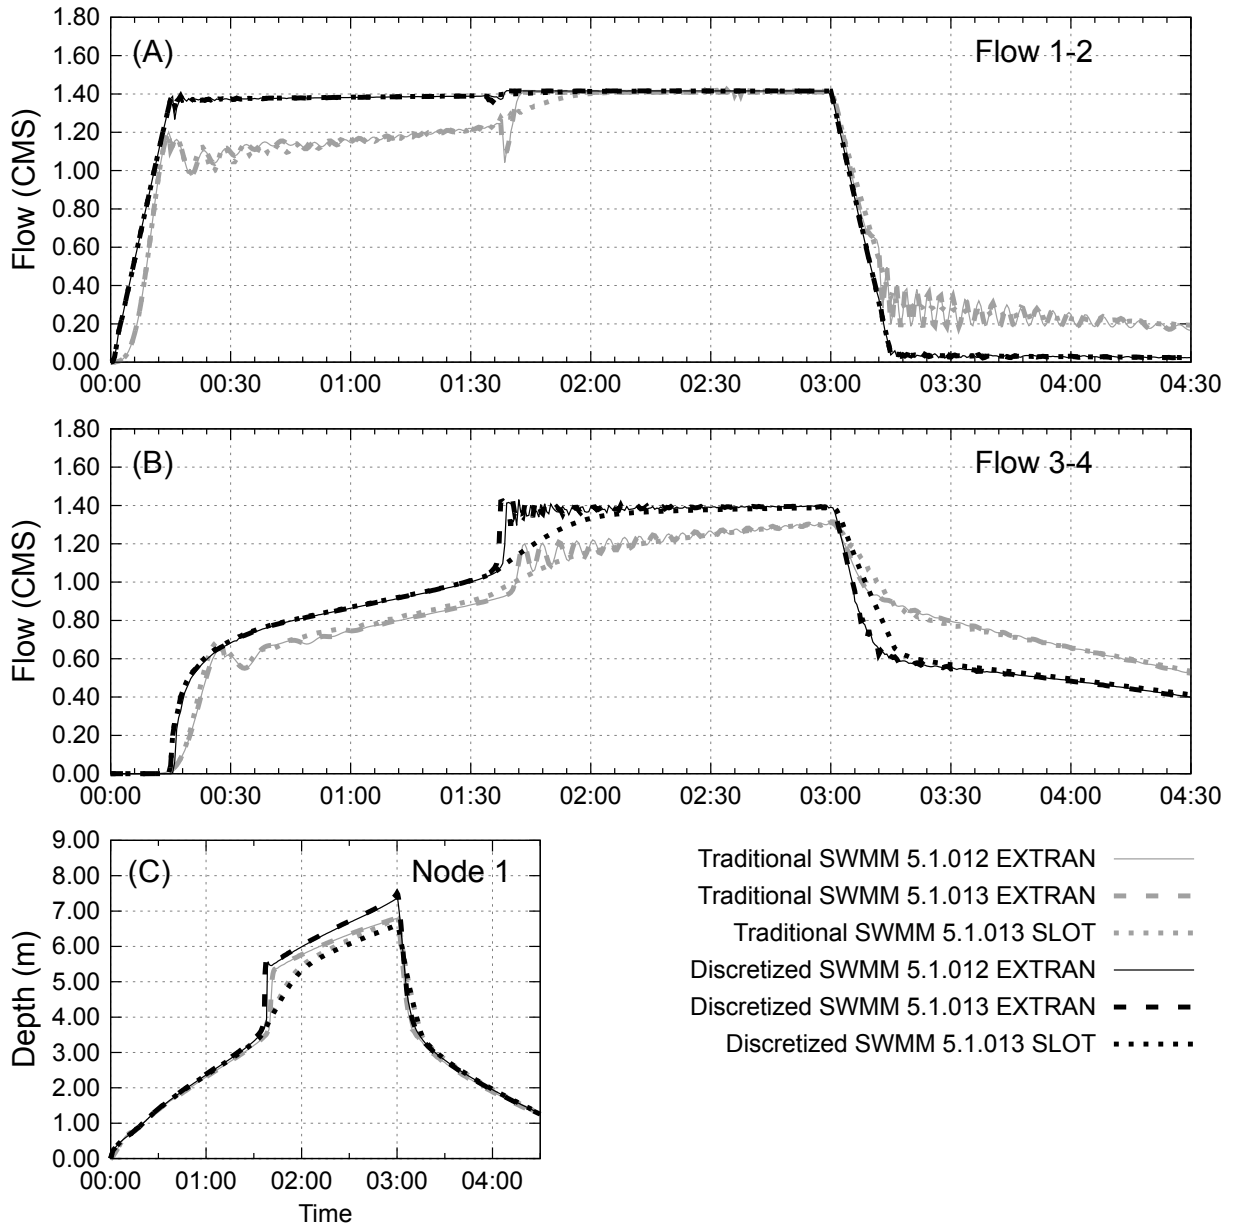 (A)
Flow 1-2
Flow (CMS)
1.80
1.60
1.40
1.20
1.00
0.80
0.60
0.40
0.20
0.00
00:00 00:30 01:00 01:30 02:00 02:30 03:00 03:30 04:00 04:30
(B)
Flow 3-4
Flow (CMS)
1.80
1.60
1.40
1.20
1.00
0.80
0.60
0.40
0.20
0.00
00:00 00:30 01:00 01:30 02:00 02:30 03:00 03:30 04:00 04:30
(C)
Node 1
Depth (m)
9.00
8.00
7.00
6.00
5.00
4.00
3.00
2.00
1.00
0.00
00:00 01:00 02:00 03:00 04:00
Time
Traditional SWMM 5.1.012 EXTRAN
Traditional SWMM 5.1.013 EXTRAN
Traditional SWMM 5.1.013 SLOT
Discretized SWMM 5.1.012 EXTRAN
Discretized SWMM 5.1.013 EXTRAN
Discretized SWMM 5.1.013 SLOT